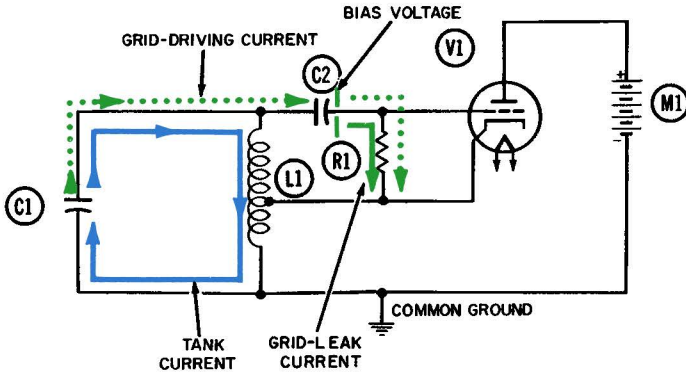 BIAS VOLTAGE
GRID-DRIVING CURRENT
V1
C2
+
M1
-
R1
L1
C1
COMMON GROUND
TANK
CURRENT
GRID-LEAK
CURRENT